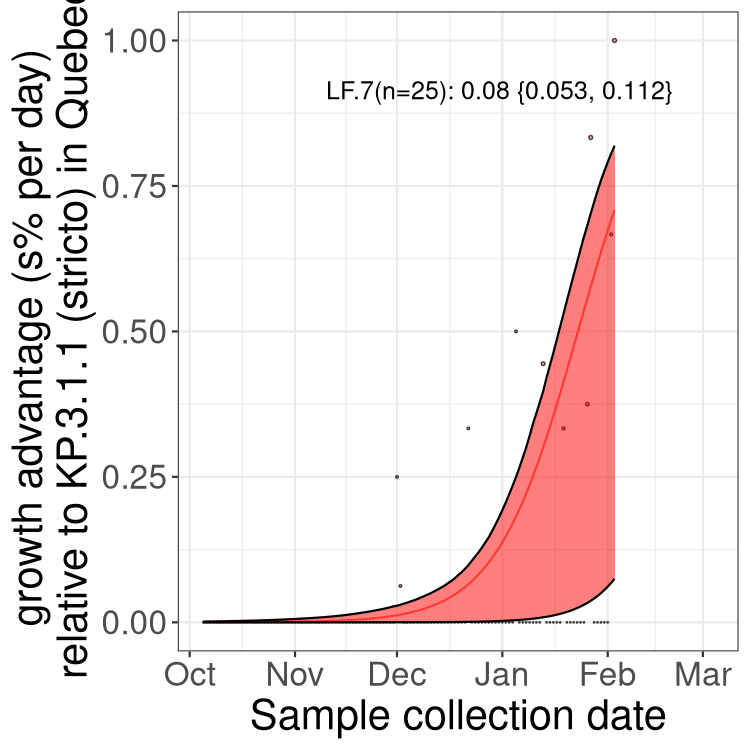 growth advantage (s% per day)
relative to KP.3.1.1 (stricto) in Quebec
1.00
0.75
0.50
0.25
0.00
LF.7(n=25): 0.08 {0.053, 0.112}
Oct Nov Dec Jan Feb Mar
Sample collection date